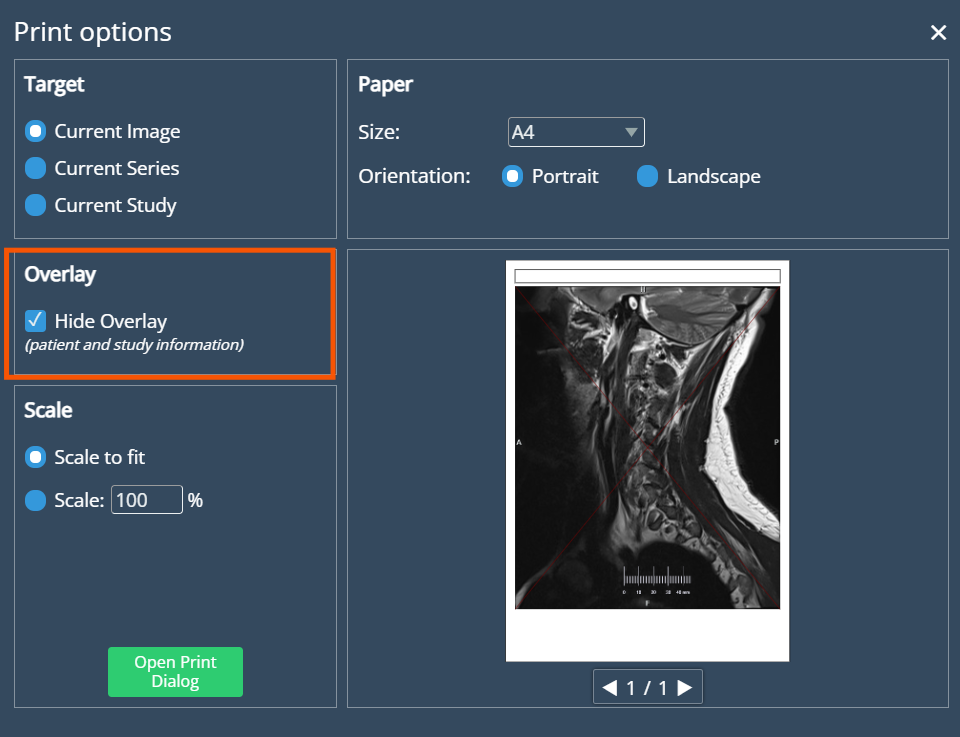 Print options
Target
Current Image
Current Series
Current Study
Paper
Size: A4
Orientation: Portrait Landscape
Overlay
Hide Overlay
(patient and study information)
Scale
Scale to fit
Scale: 100 %
Open Print
Dialog
H
A P
0 10 20 30 40 mm
F
1 / 1